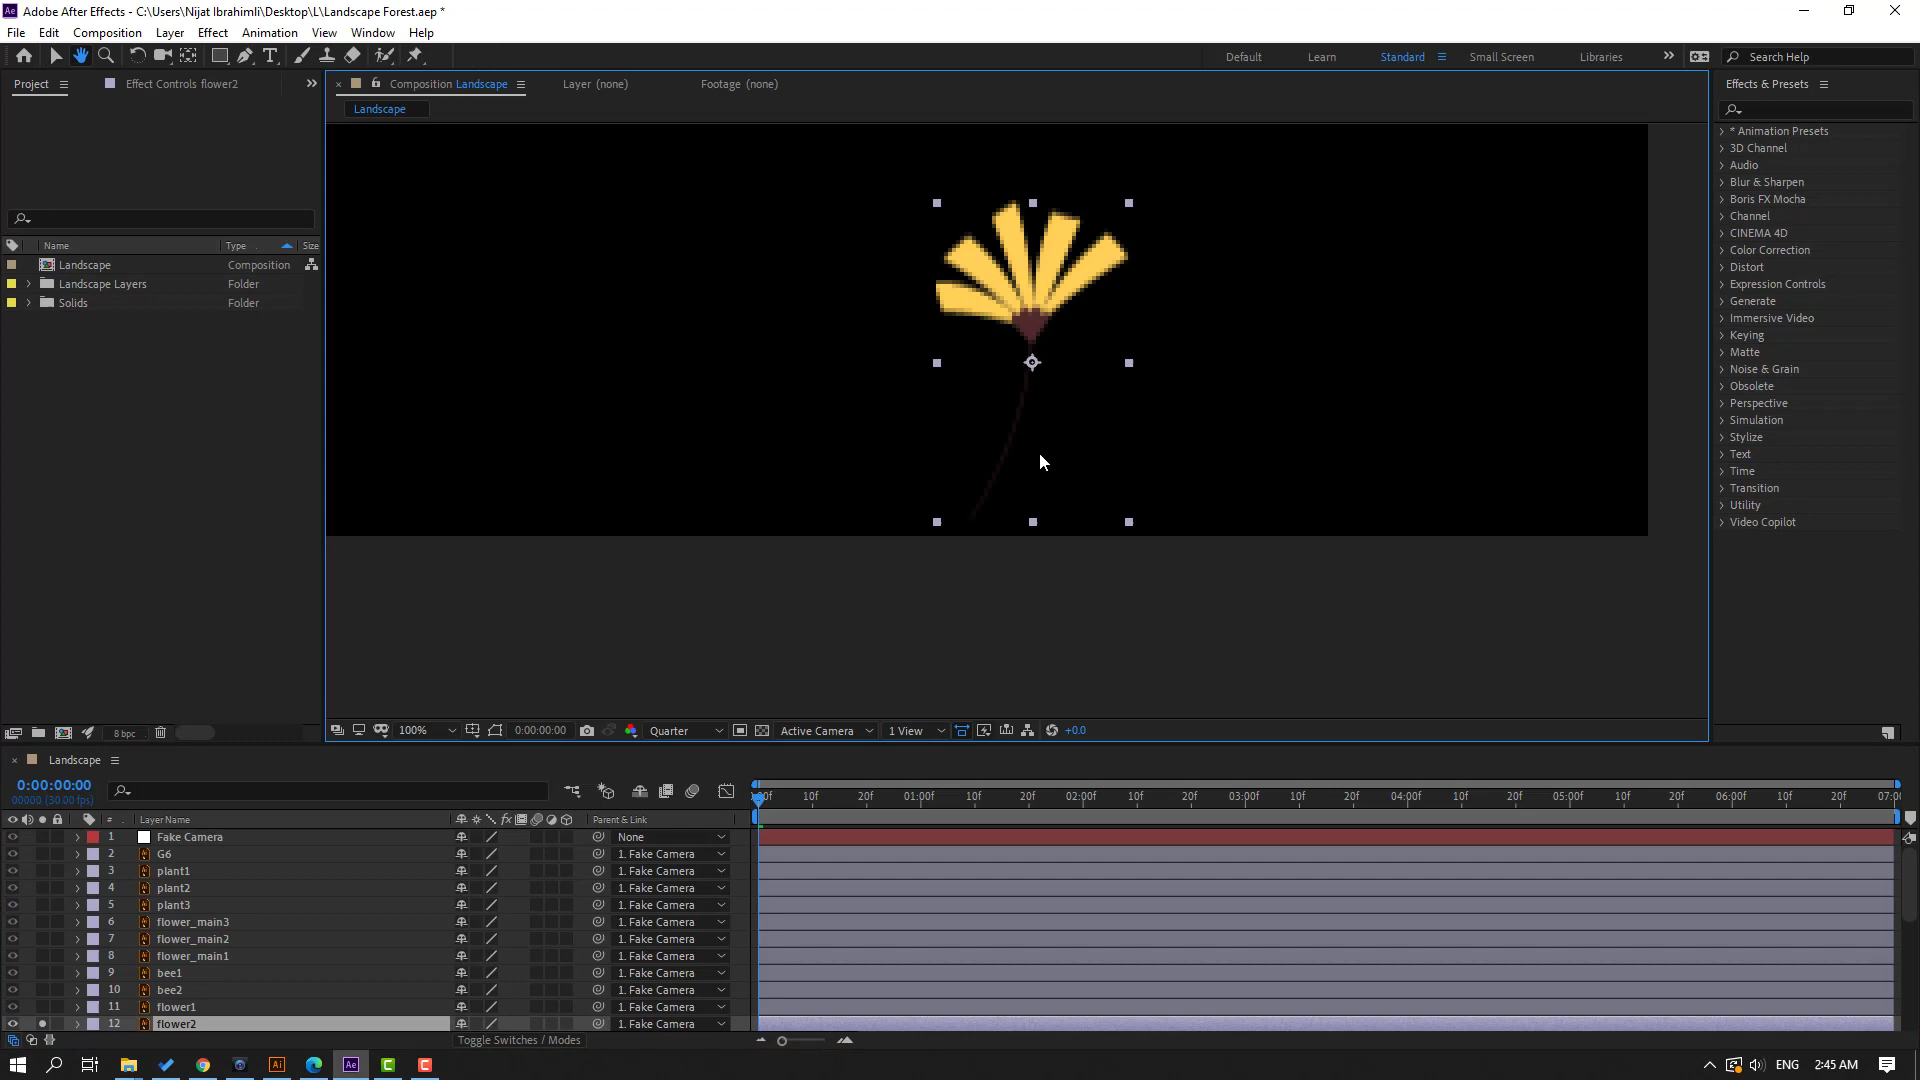 Adobe After Effects - C:\Users\Nijat Ibrahimli\Desktop\L\Landscape Forest.aep *
File Edit Composition Layer Effect Animation View Window Help
Default Learn Standard Small Screen Libraries Search Help
Project Effect Controls flower2 Composition Landscape Layer (none) Footage (none) Effects & Presets
Landscape
* Animation Presets
3D Channel
Audio
Blur & Sharpen
Boris FX Mocha
Channel
CINEMA 4D
Color Correction
Distort
Expression Controls
Generate
Immersive Video
Keying
Matte
Noise & Grain
Obsolete
Perspective
Simulation
Stylize
Text
Time
Transition
Utility
Video Copilot
Name Type Size
Landscape Composition
Landscape Layers Folder
Solids Folder
8 bpc 100% 0:00:00:00 Quarter Active Camera 1 View +0.0
Landscape
0:00:00:00
00000 (30.00 fps)
:00f 10f 20f 01:00f 10f 20f 02:00f 10f 20f 03:00f 10f 20f 04:00f 10f 20f 05:00f 10f 20f 06:00f 10f 20f 07:0
# Layer Name Parent & Link
1 Fake Camera None
2 G6 1. Fake Camera
3 plant1 1. Fake Camera
4 plant2 1. Fake Camera
5 plant3 1. Fake Camera
6 flower_main3 1. Fake Camera
7 flower_main2 1. Fake Camera
8 flower_main1 1. Fake Camera
9 bee1 1. Fake Camera
10 bee2 1. Fake Camera
11 flower1 1. Fake Camera
12 flower2 1. Fake Camera
Toggle Switches / Modes
ENG 2:45 AM